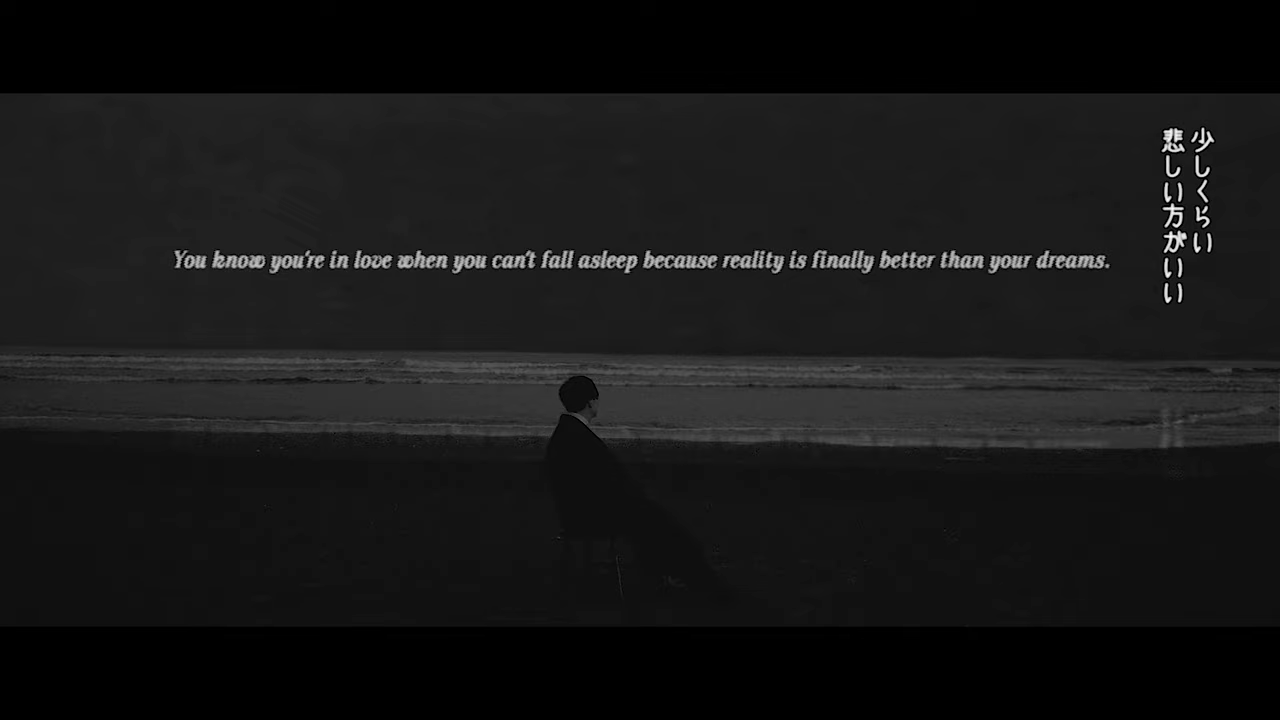 You know you're in love when you can't fall asleep because reality is finally better than your dreams.
少しくらい
悲しい方がいい